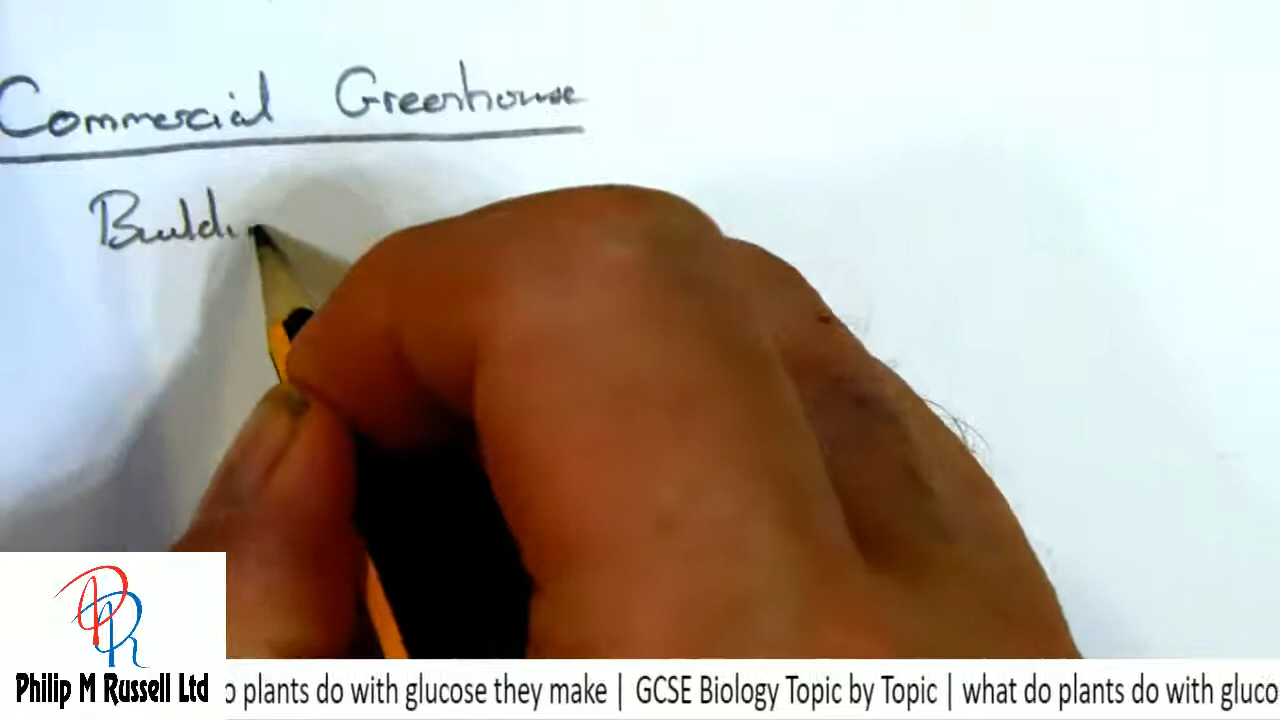 Commercial Greenhouse
Buildi
Philip M Russell Ltd
o plants do with glucose they make | GCSE Biology Topic by Topic | what do plants do with gluco